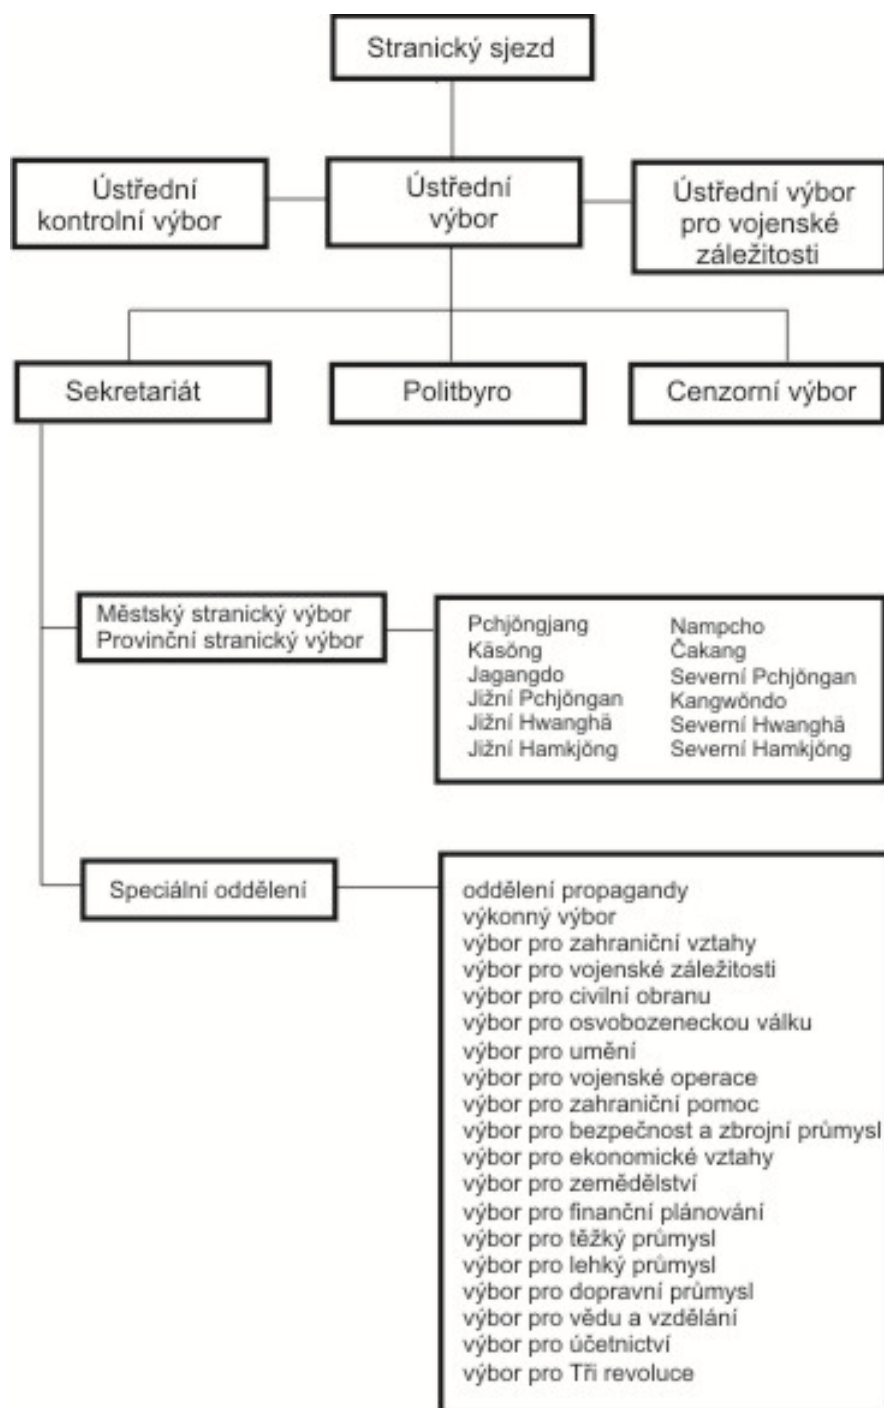 Stranický sjezd
Ústřední
kontrolní výbor
Ústřední
výbor
Ústřední výbor
pro vojenské
záležitosti
Sekretariát
Politbyro
Cenzorní výbor
Městský stranický výbor
Provinční stranický výbor
Pchjöngjang
Käsöng
Jagangdo
Jižní Pchjöngan
Jižní Hwanghä
Jižní Hamkjöng
Nampcho
Čakang
Severní Pchjöngan
Kangwöndo
Severní Hwanghä
Severní Hamkjöng
Speciální oddělení
oddělení propagandy
výkonný výbor
výbor pro zahraniční vztahy
výbor pro vojenské záležitosti
výbor pro civilní obranu
výbor pro osvobozeneckou válku
výbor pro umění
výbor pro vojenské operace
výbor pro zahraniční pomoc
výbor pro bezpečnost a zbrojní průmysl
výbor pro ekonomické vztahy
výbor pro zemědělství
výbor pro finanční plánování
výbor pro těžký průmysl
výbor pro lehký průmysl
výbor pro dopravní průmysl
výbor pro vědu a vzdělání
výbor pro účetnictví
výbor pro Tři revoluce